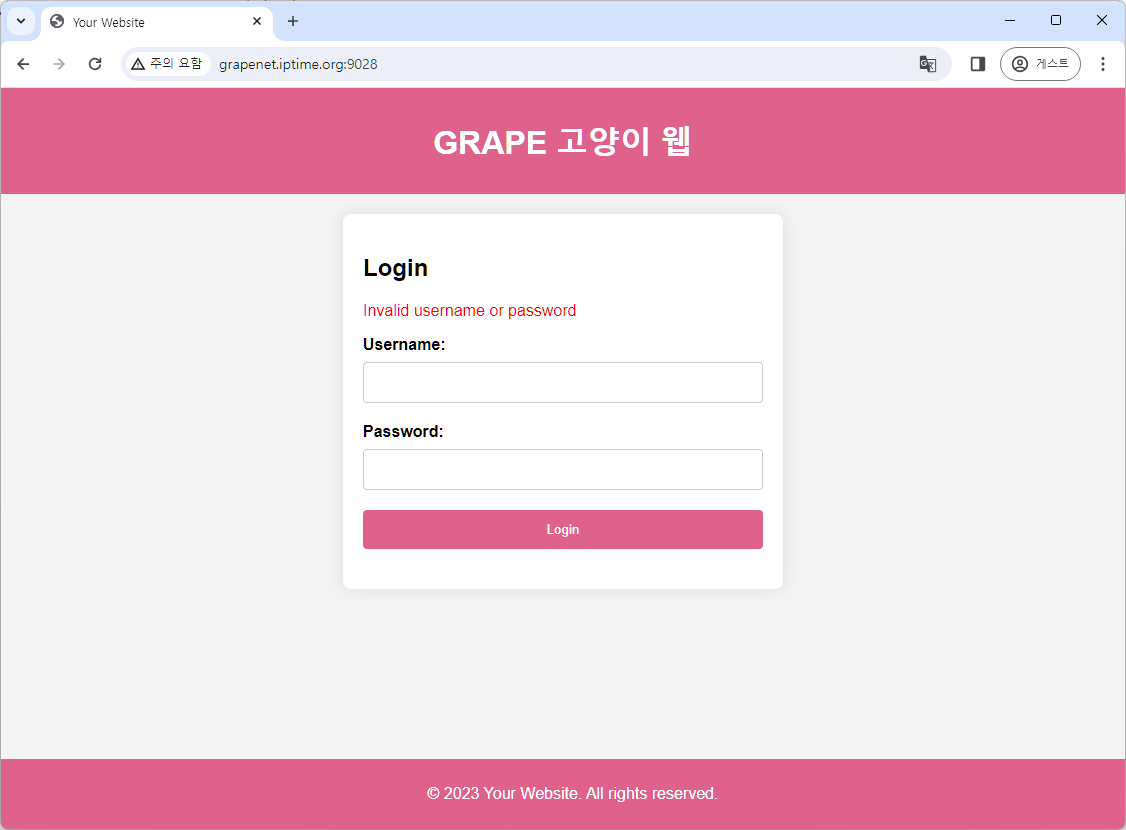 Your Website
주의 요함
grapenet.iptime.org:9028
게스트
GRAPE 고양이 웹
Login
Invalid username or password
Username:
Password:
Login
© 2023 Your Website. All rights reserved.